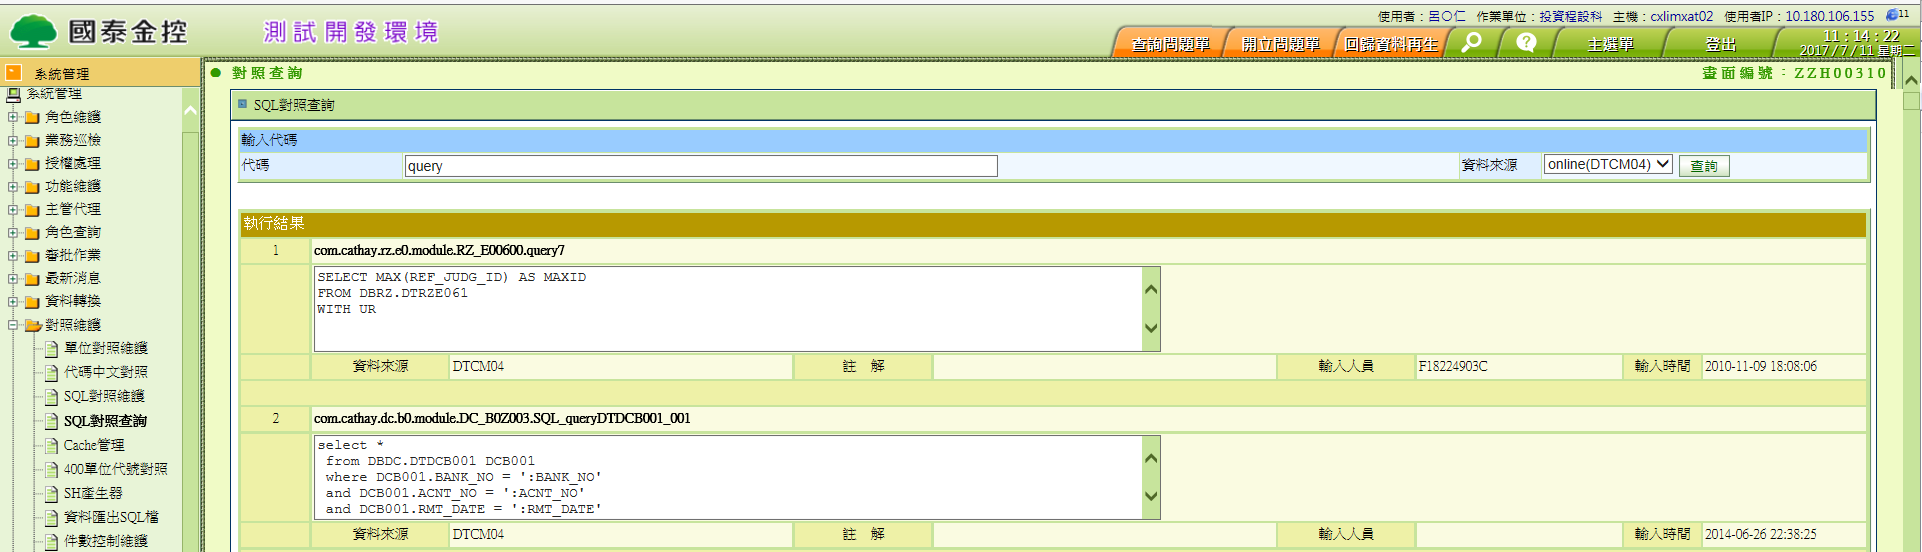 國泰金控
測試開發環境
使用者：呂〇仁 作業單位：投資程設科 主機：cxlimxat02 使用者IP：10.180.106.155 11
查詢問題單 開立問題單 回歸資料再生 主選單 登出
11：14：22
2017 / 7 / 11 星期二
系統管理
系統管理
角色維護
業務巡檢
授權處理
功能維護
主管代理
角色查詢
審批作業
最新消息
資料轉換
對照維護
單位對照維護
代碼中文對照
SQL對照維護
SQL對照查詢
Cache管理
400單位代號對照
SH產生器
資料匯出SQL檔
件數控制維護
對照查詢
畫面編號：ZZH00310
SQL對照查詢
輸入代碼
代碼 query 資料來源 online(DTCM04) 查詢
執行結果
1 com.cathay.rz.e0.module.RZ_E00600.query7
SELECT MAX(REF_JUDG_ID) AS MAXID
FROM DBRZ.DTRZE061
WITH UR
資料來源 DTCM04 註 解 輸入人員 F18224903C 輸入時間 2010-11-09 18:08:06
2 com.cathay.dc.b0.module.DC_B0Z003.SQL_queryDTDCB001_001
select *
from DBDC.DTDCB001 DCB001
where DCB001.BANK_NO = ':BANK_NO'
and DCB001.ACNT_NO = ':ACNT_NO'
and DCB001.RMT_DATE = ':RMT_DATE'
資料來源 DTCM04 註 解 輸入人員 輸入時間 2014-06-26 22:38:25